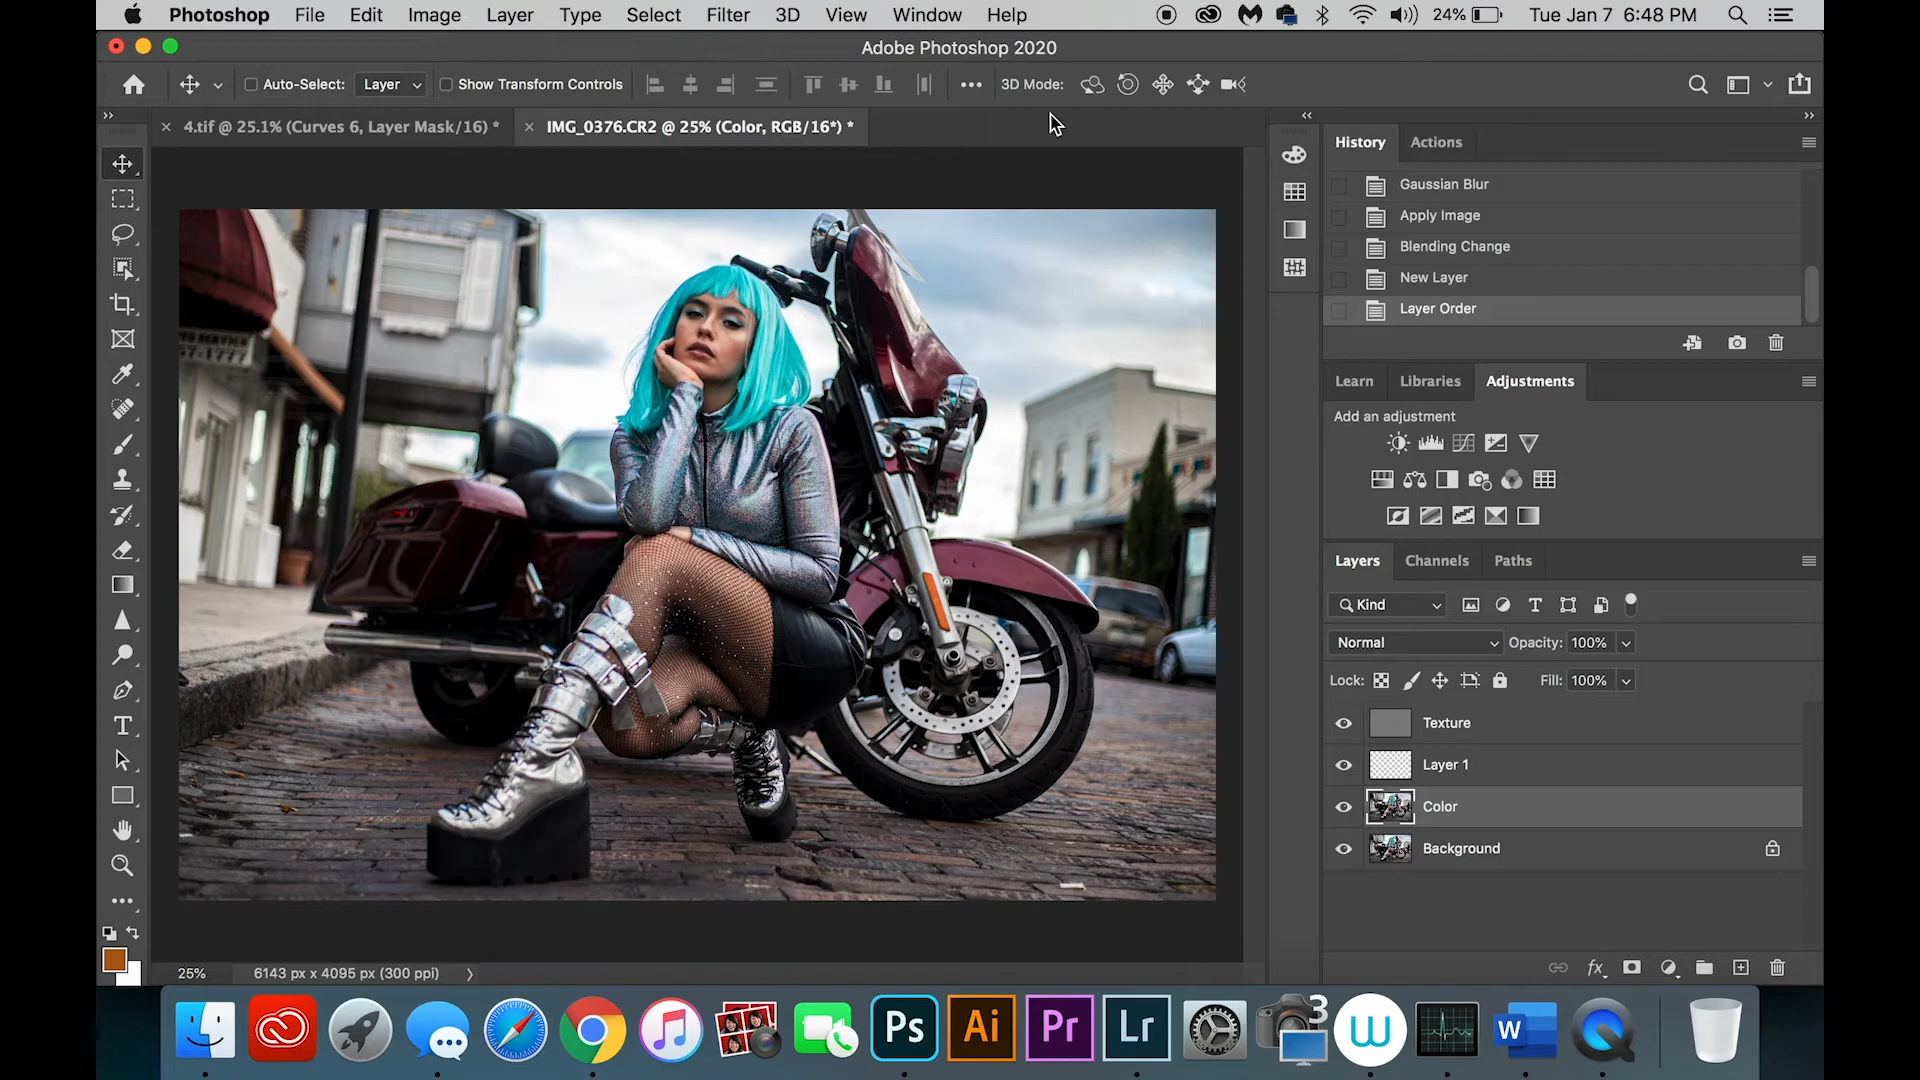 Photoshop File Edit Image Layer Type Select Filter 3D View Window Help 24% Tue Jan 7 6:48 PM
Adobe Photoshop 2020
Auto-Select: Layer Show Transform Controls 3D Mode:
4.tif @ 25.1% (Curves 6, Layer Mask/16) *
IMG_0376.CR2 @ 25% (Color, RGB/16*) *
History Actions
Gaussian Blur
Apply Image
Blending Change
New Layer
Layer Order
Learn Libraries Adjustments
Add an adjustment
Layers Channels Paths
Kind
Normal Opacity: 100%
Lock: Fill: 100%
Texture
Layer 1
Color
Background
25% 6143 px x 4095 px (300 ppi)
Ps Ai Pr Lr 3 W W